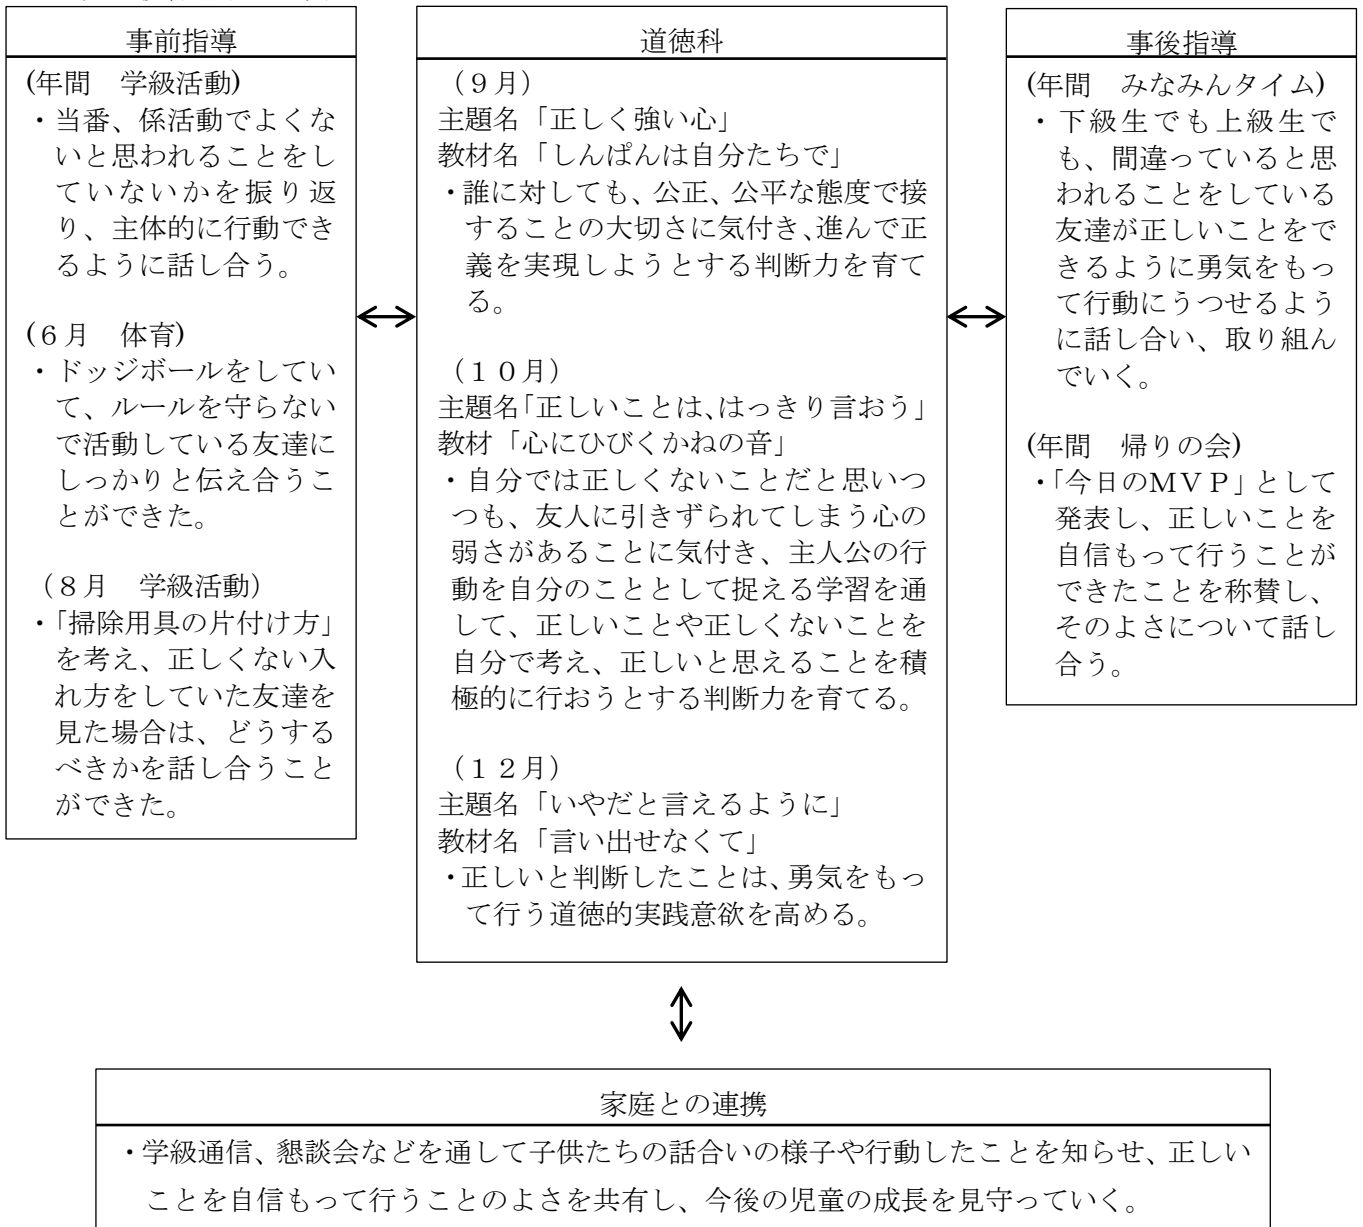 事前指導
(年間　学級活動)
・当番、係活動でよくな
いと思われることをし
ていないかを振り返
り、主体的に行動でき
るように話し合う。
(6月　体育)
・ドッジボールをしてい
て、ルールを守らない
で活動している友達に
しっかりと伝え合うこ
とができた。
（8月　学級活動）
・「掃除用具の片付け方」
を考え、正しくない入
れ方をしていた友達を
見た場合は、どうする
べきかを話し合うこと
ができた。
道徳科
（９月）
主題名「正しく強い心」
教材名「しんぱんは自分たちで」
・誰に対しても、公正、公平な態度で接
することの大切さに気付き、進んで正
義を実現しようとする判断力を育て
る。
（１０月）
主題名「正しいことは、はっきり言おう」
教材「心にひびくかねの音」
・自分では正しくないことだと思いつ
つも、友人に引きずられてしまう心の
弱さがあることに気付き、主人公の行
動を自分のこととして捉える学習を通
して、正しいことや正しくないことを
自分で考え、正しいと思えることを積
極的に行おうとする判断力を育てる。
（１２月）
主題名「いやだと言えるように」
教材名「言い出せなくて」
・正しいと判断したことは、勇気をもっ
て行う道徳的実践意欲を高める。
事後指導
(年間　みなみんタイム)
・下級生でも上級生で
も、間違っていると思
われることをしている
友達が正しいことをで
きるように勇気をもっ
て行動にうつせるよう
に話し合い、取り組ん
でいく。
(年間　帰りの会)
・「今日のＭＶＰ」として
発表し、正しいことを
自信もって行うことが
できたことを称賛し、
そのよさについて話し
合う。
家庭との連携
・学級通信、懇談会などを通して子供たちの話合いの様子や行動したことを知らせ、正しい
ことを自信もって行うことのよさを共有し、今後の児童の成長を見守っていく。